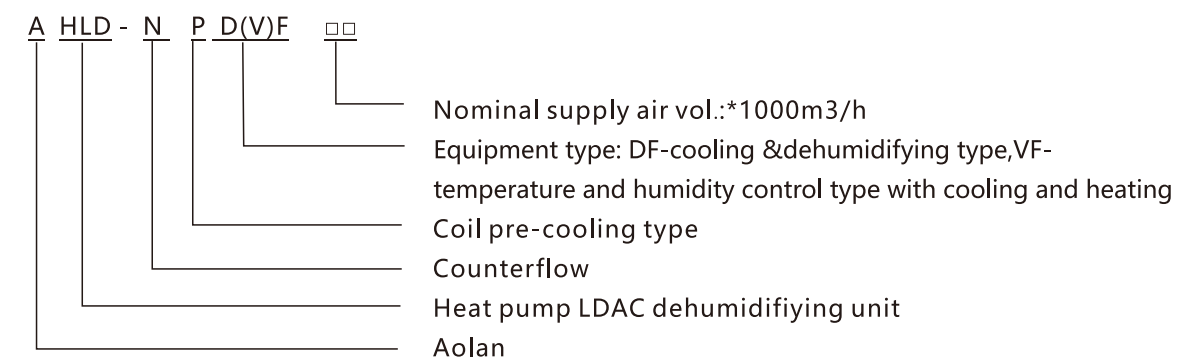 A HLD - N P D(V)F □□
Nominal supply air vol.:*1000m3/h
Equipment type: DF-cooling &dehumidifying type,VF-
temperature and humidity control type with cooling and heating
Coil pre-cooling type
Counterflow
Heat pump LDAC dehumidifiying unit
Aolan